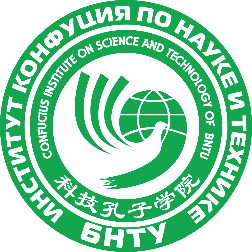 ИНСТИТУТ КОНФУЦИЯ ПО НАУКЕ И ТЕХНИКЕ
CONFUCIUS INSTITUTE ON SCIENCE AND TECHNOLOGY OF BNTU
科技孔子学院
БНТУ